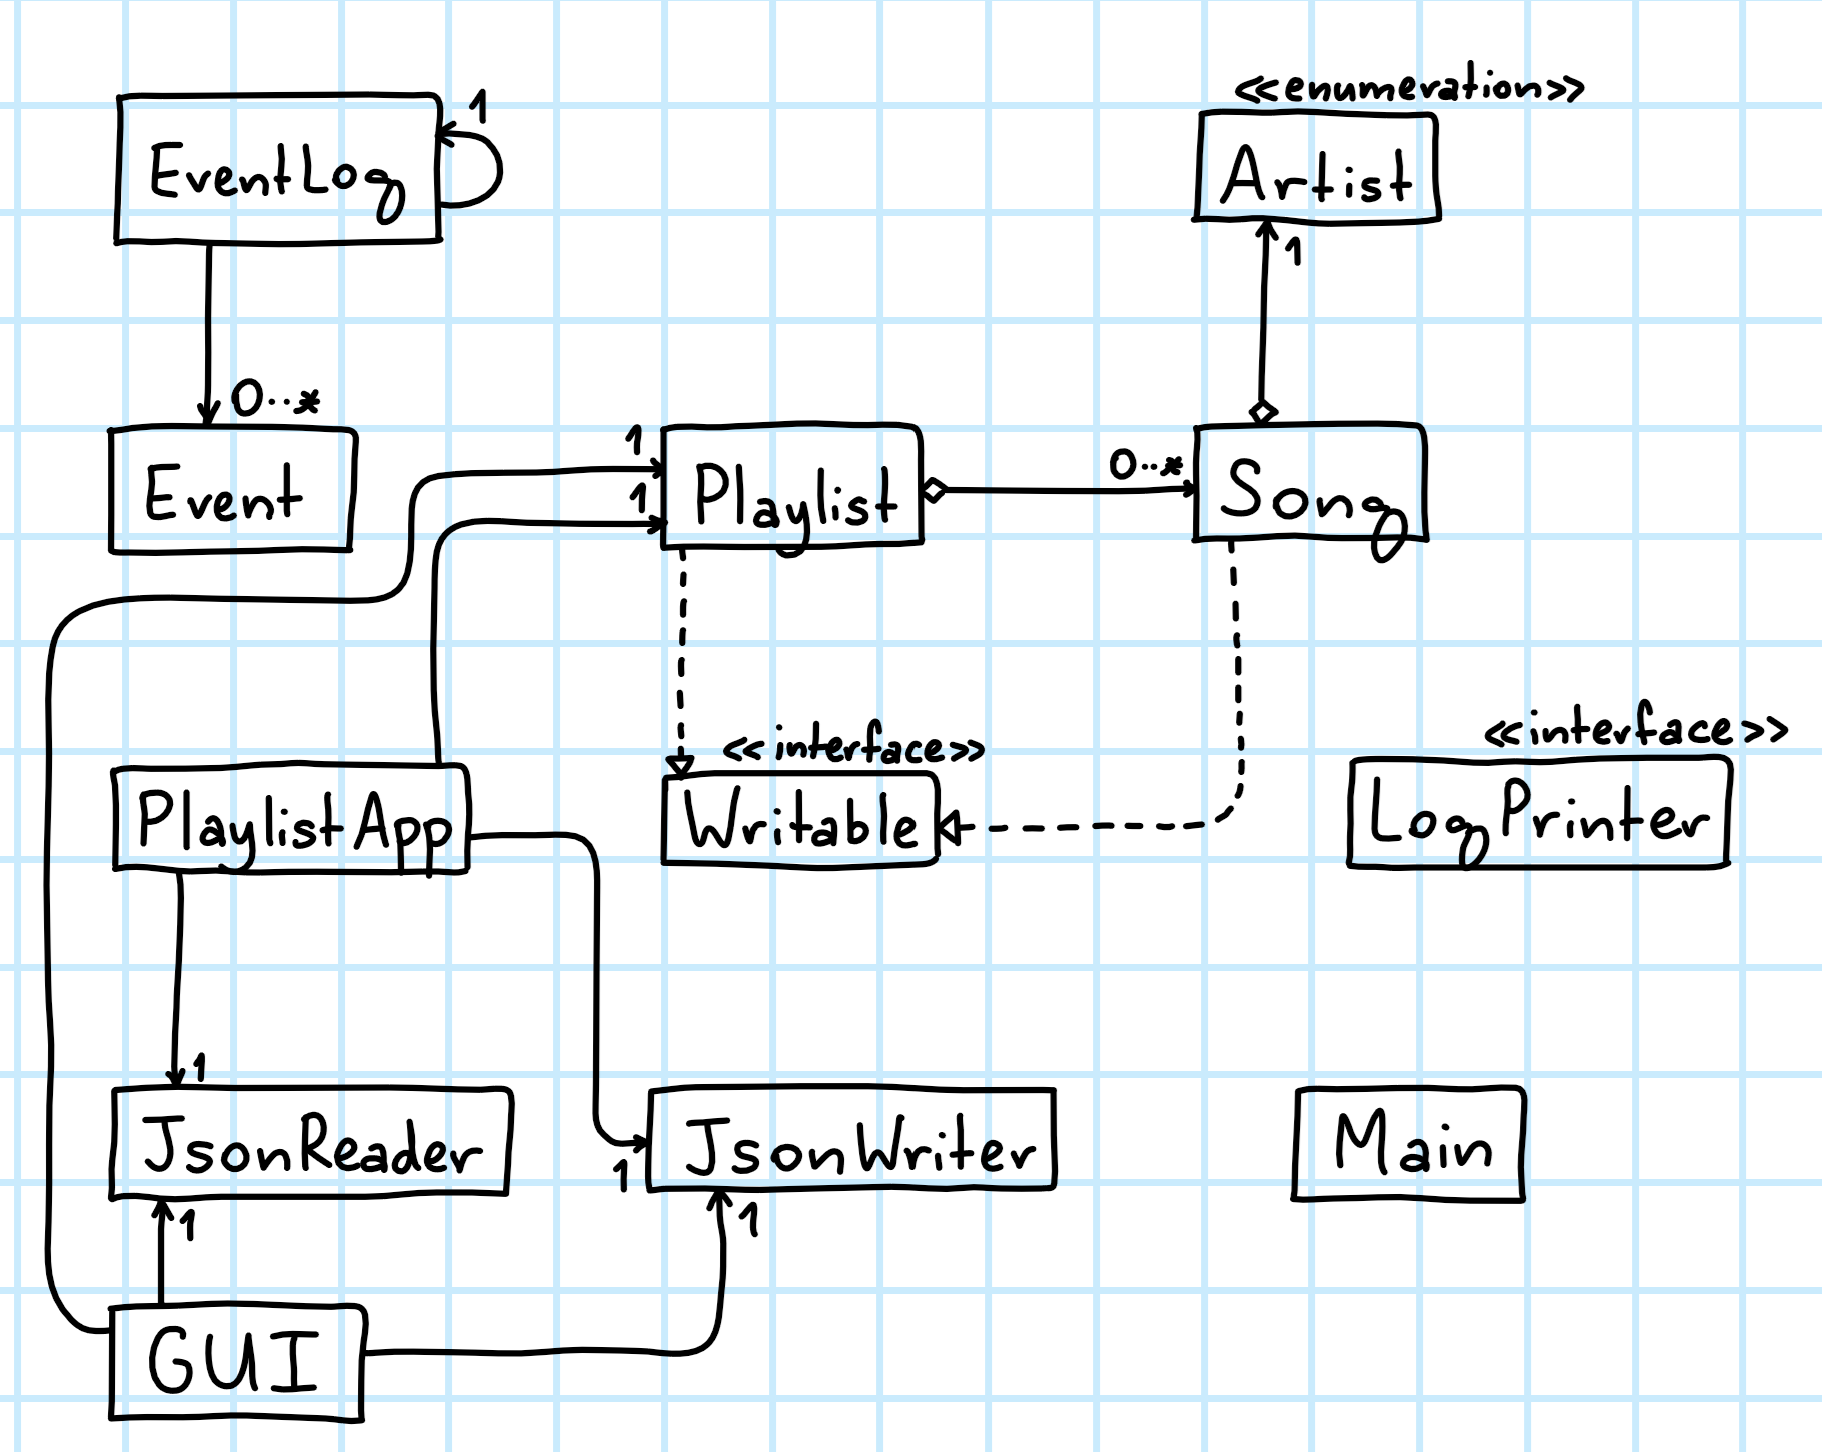 <<enumeration>>
1
EventLog
Artist
1
0..*
1
0..*
Event
1
Playlist
Song
<<interface>>
<<interface>>
PlaylistApp
Writable
LogPrinter
1
JsonReader
JsonWriter
Main
1
1
1
GUI